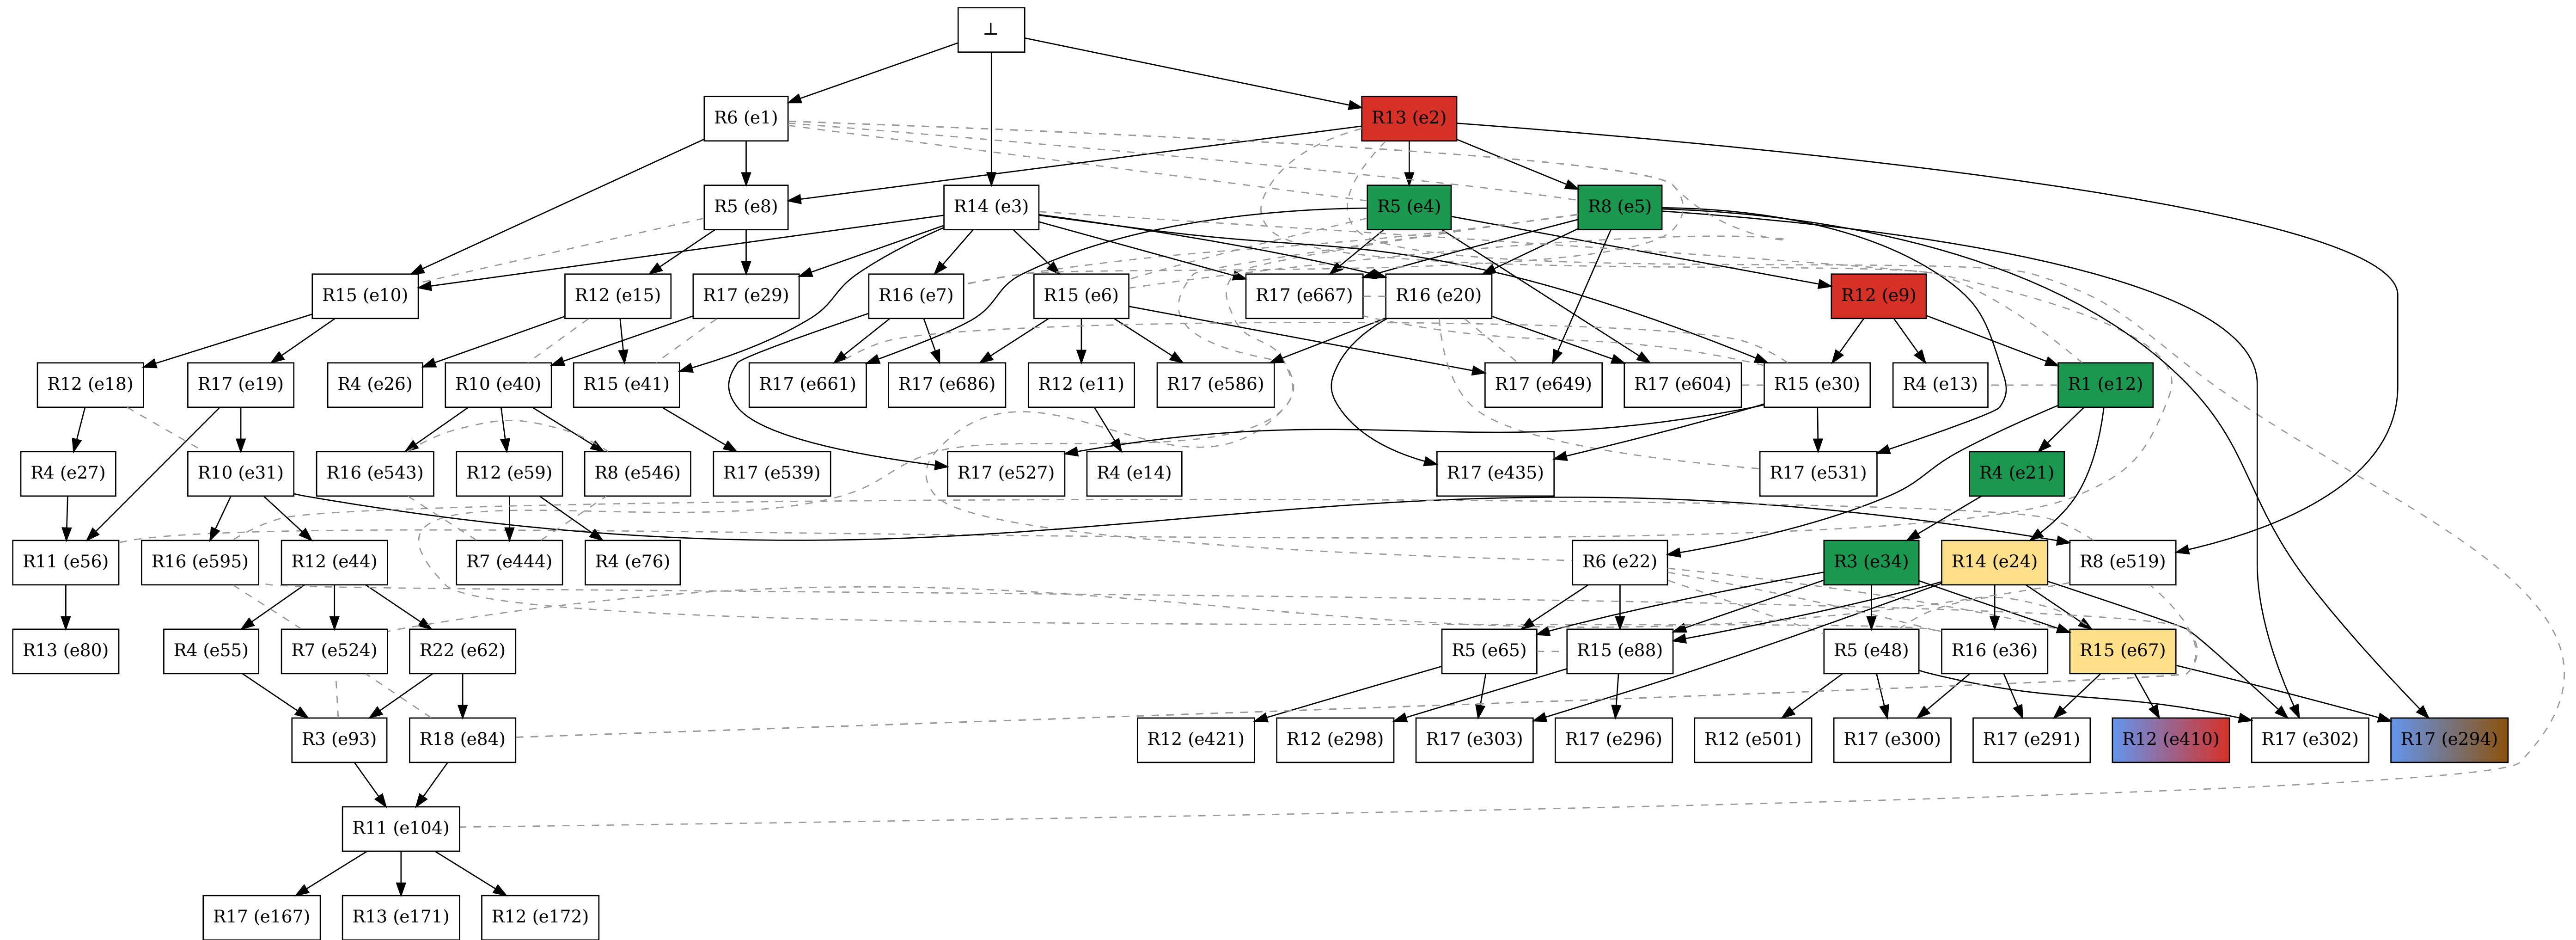 ⊥
R6 (e1)
R13 (e2)
R5 (e8)
R14 (e3)
R5 (e4)
R8 (e5)
R15 (e10)
R12 (e15)
R17 (e29)
R16 (e7)
R15 (e6)
R17 (e667)
R16 (e20)
R12 (e9)
R12 (e18)
R17 (e19)
R4 (e26)
R10 (e40)
R15 (e41)
R17 (e661)
R17 (e686)
R12 (e11)
R17 (e586)
R17 (e649)
R17 (e604)
R15 (e30)
R4 (e13)
R1 (e12)
R4 (e27)
R10 (e31)
R16 (e543)
R12 (e59)
R8 (e546)
R17 (e539)
R17 (e527)
R4 (e14)
R17 (e435)
R17 (e531)
R4 (e21)
R11 (e56)
R16 (e595)
R12 (e44)
R7 (e444)
R4 (e76)
R6 (e22)
R3 (e34)
R14 (e24)
R8 (e519)
R13 (e80)
R4 (e55)
R7 (e524)
R22 (e62)
R5 (e65)
R15 (e88)
R5 (e48)
R16 (e36)
R15 (e67)
R3 (e93)
R18 (e84)
R12 (e421)
R12 (e298)
R17 (e303)
R17 (e296)
R12 (e501)
R17 (e300)
R17 (e291)
R12 (e410)
R17 (e302)
R17 (e294)
R11 (e104)
R17 (e167)
R13 (e171)
R12 (e172)